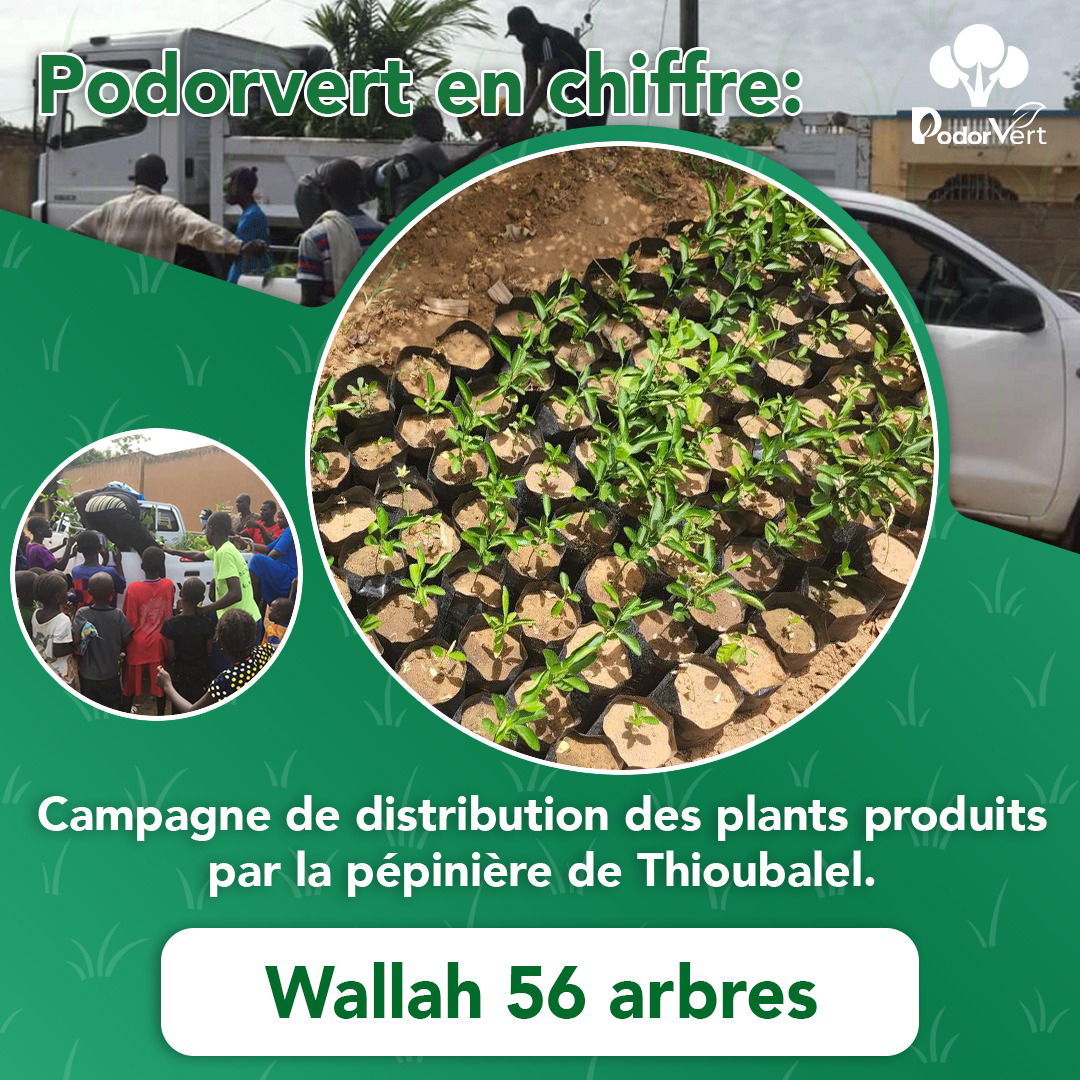 Podorvert en chiffre:
PodorVert
Campagne de distribution des plants produits
par la pépinière de Thioubalel.
Wallah 56 arbres